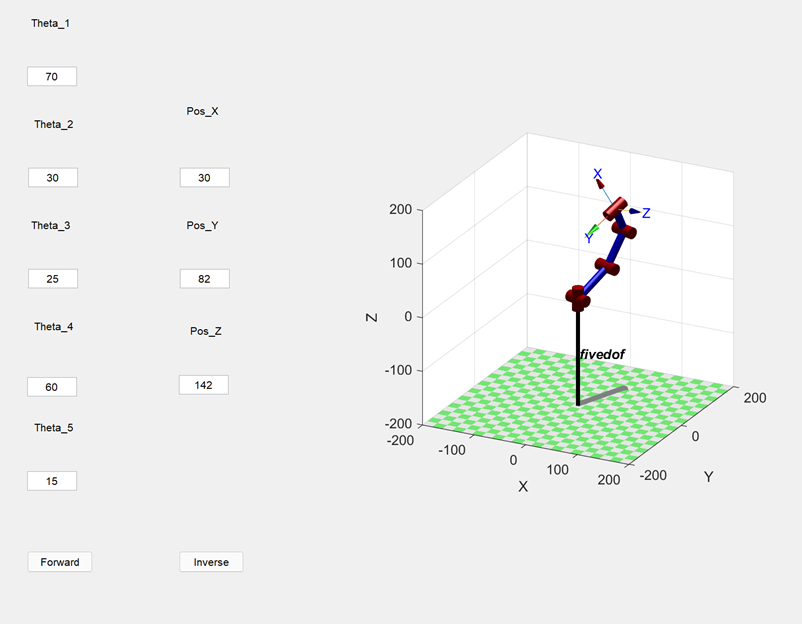 Theta_1
70
Theta_2
30
Theta_3
25
Theta_4
60
Theta_5
15
Pos_X
30
Pos_Y
82
Pos_Z
142
Forward
Inverse
X
Z
Y
fivedof
200
100
0
-100
-200
Z
-200
-100
0
100
200
X
-200
0
200
Y